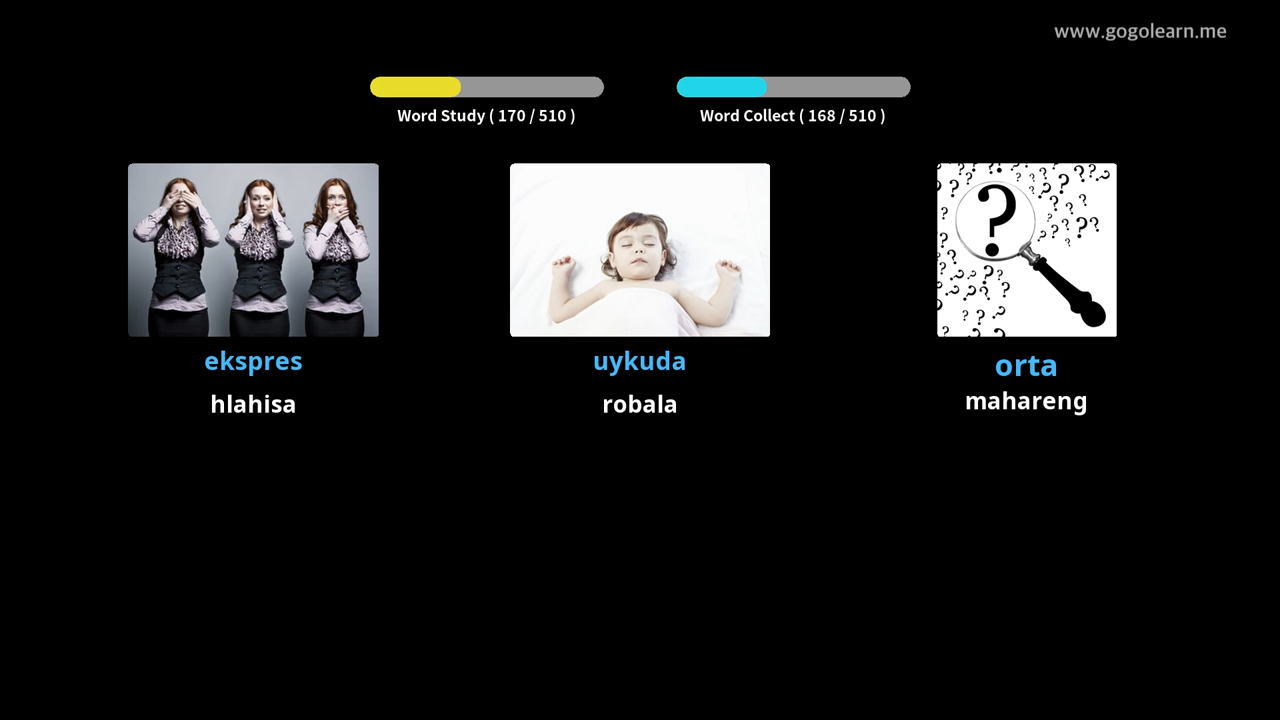 www.gogolearn.me
Word Study ( 170 / 510 )
Word Collect ( 168 / 510 )
ekspres
uykuda
orta
hlahisa
robala
mahareng